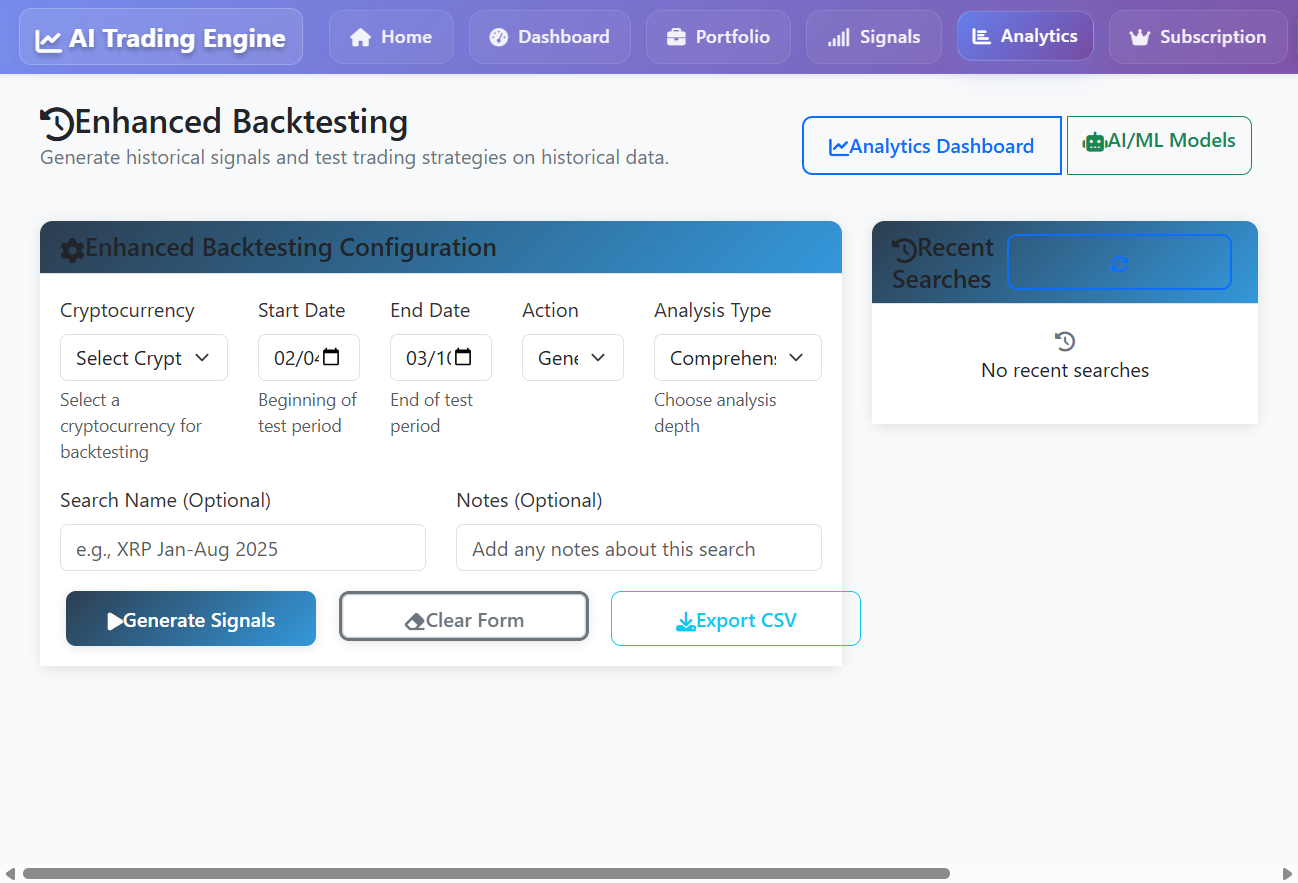 AI Trading Engine
Home
Dashboard
Portfolio
Signals
Analytics
Subscription
Enhanced Backtesting
Generate historical signals and test trading strategies on historical data.
Analytics Dashboard
AI/ML Models
Enhanced Backtesting Configuration
Cryptocurrency
Start Date
End Date
Action
Analysis Type
Select Crypt
02/04
03/10
Gene
Comprehens
Select a
cryptocurrency for
backtesting
Beginning of
test period
End of test
period
Choose analysis
depth
Search Name (Optional)
Notes (Optional)
e.g., XRP Jan-Aug 2025
Add any notes about this search
Generate Signals
Clear Form
Export CSV
Recent
Searches
No recent searches